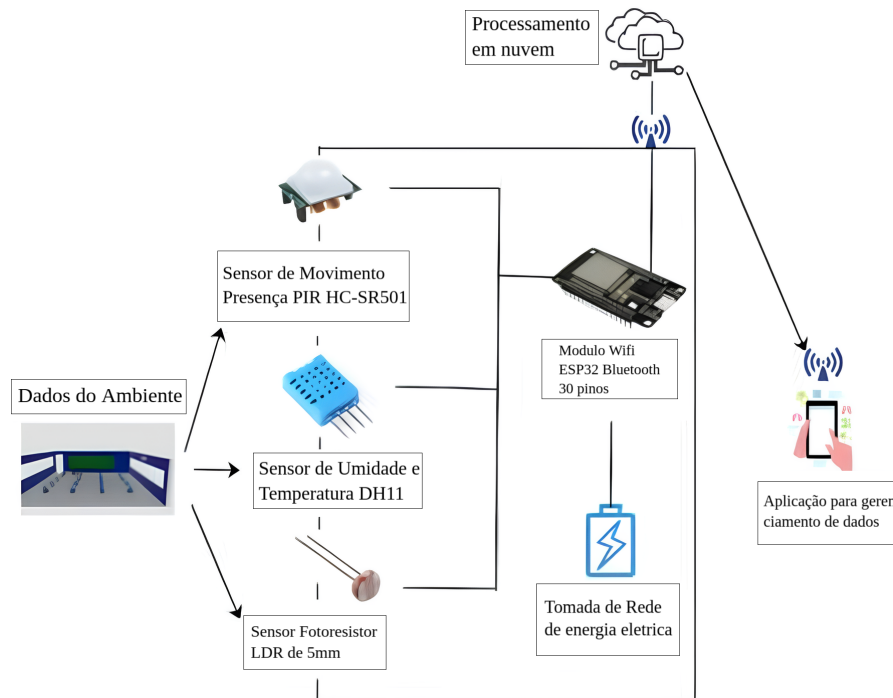 Processamento
em nuvem
Sensor de Movimento
Presença PIR HC-SR501
Modulo Wifi
ESP32 Bluetooth
30 pinos
Dados do Ambiente
Sensor de Umidade e
Temperatura DH11
Aplicação para geren
ciamento de dados
Tomada de Rede
de energia eletrica
Sensor Fotoresistor
LDR de 5mm